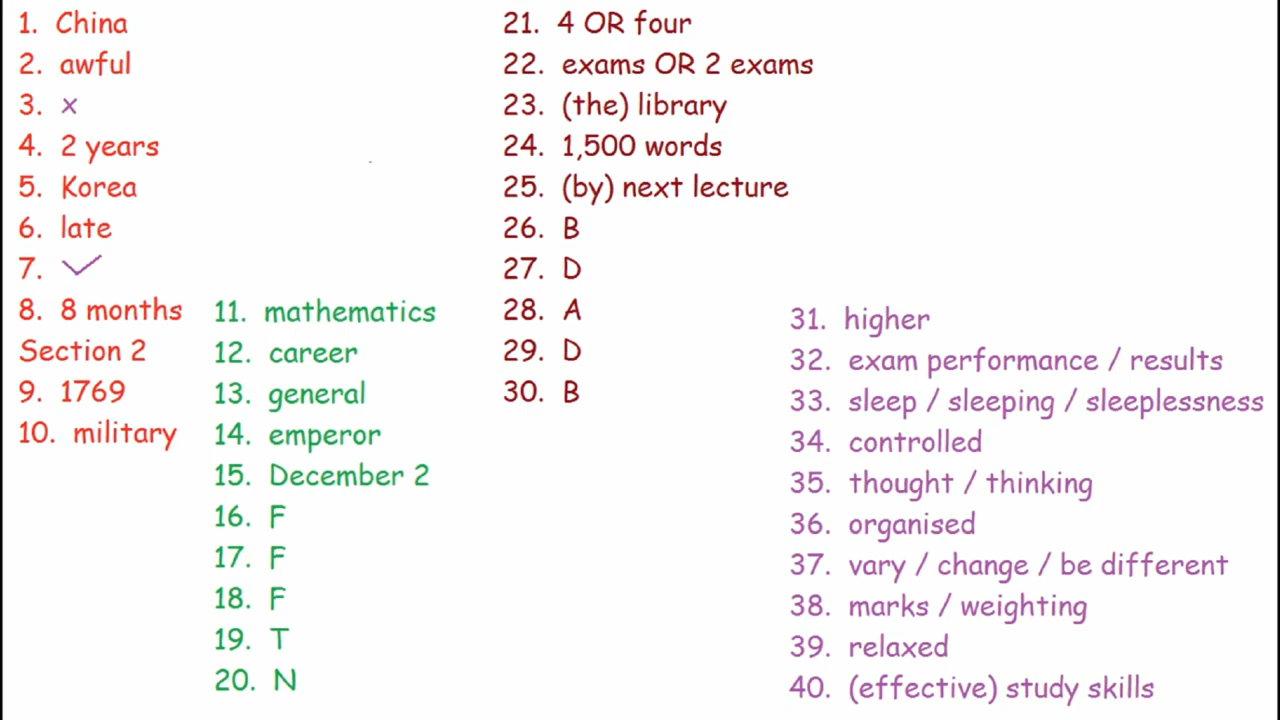 1. China
2. awful
3. x
4. 2 years
5. Korea
6. late
7. ✓
8. 8 months
Section 2
9. 1769
10. military
11. mathematics
12. career
13. general
14. emperor
15. December 2
16. F
17. F
18. F
19. T
20. N
21. 4 OR four
22. exams OR 2 exams
23. (the) library
24. 1,500 words
25. (by) next lecture
26. B
27. D
28. A
29. D
30. B
31. higher
32. exam performance / results
33. sleep / sleeping / sleeplessness
34. controlled
35. thought / thinking
36. organised
37. vary / change / be different
38. marks / weighting
39. relaxed
40. (effective) study skills